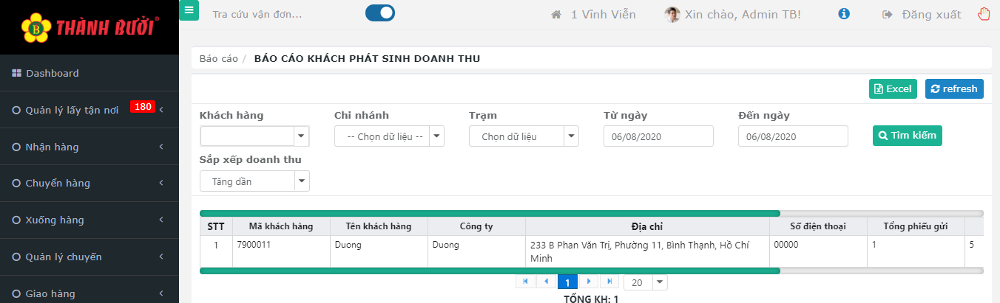 THÀNH BƯỞI®
B
Tra cứu vận đơn...
1 Vĩnh Viễn
Xin chào, Admin TB!
Đăng xuất
Dashboard
Quản lý lấy tận nơi 180
Nhận hàng
Chuyển hàng
Xuống hàng
Quản lý chuyến
Giao hàng
Báo cáo / BÁO CÁO KHÁCH PHÁT SINH DOANH THU
Excel refresh
Khách hàng Chi nhánh Trạm Từ ngày Đến ngày
-- Chọn dữ liệu -- Chọn dữ liệu 06/08/2020 06/08/2020 Tìm kiếm
Sắp xếp doanh thu
Tăng dần
STT Mã khách hàng Tên khách hàng Công ty Địa chỉ Số điện thoại Tổng phiếu gửi
1 7900011 Duong Duong 233 B Phan Văn Trị, Phường 11, Bình Thạnh, Hồ Chí 00000 1 5
Minh
1 20
TỔNG KH: 1